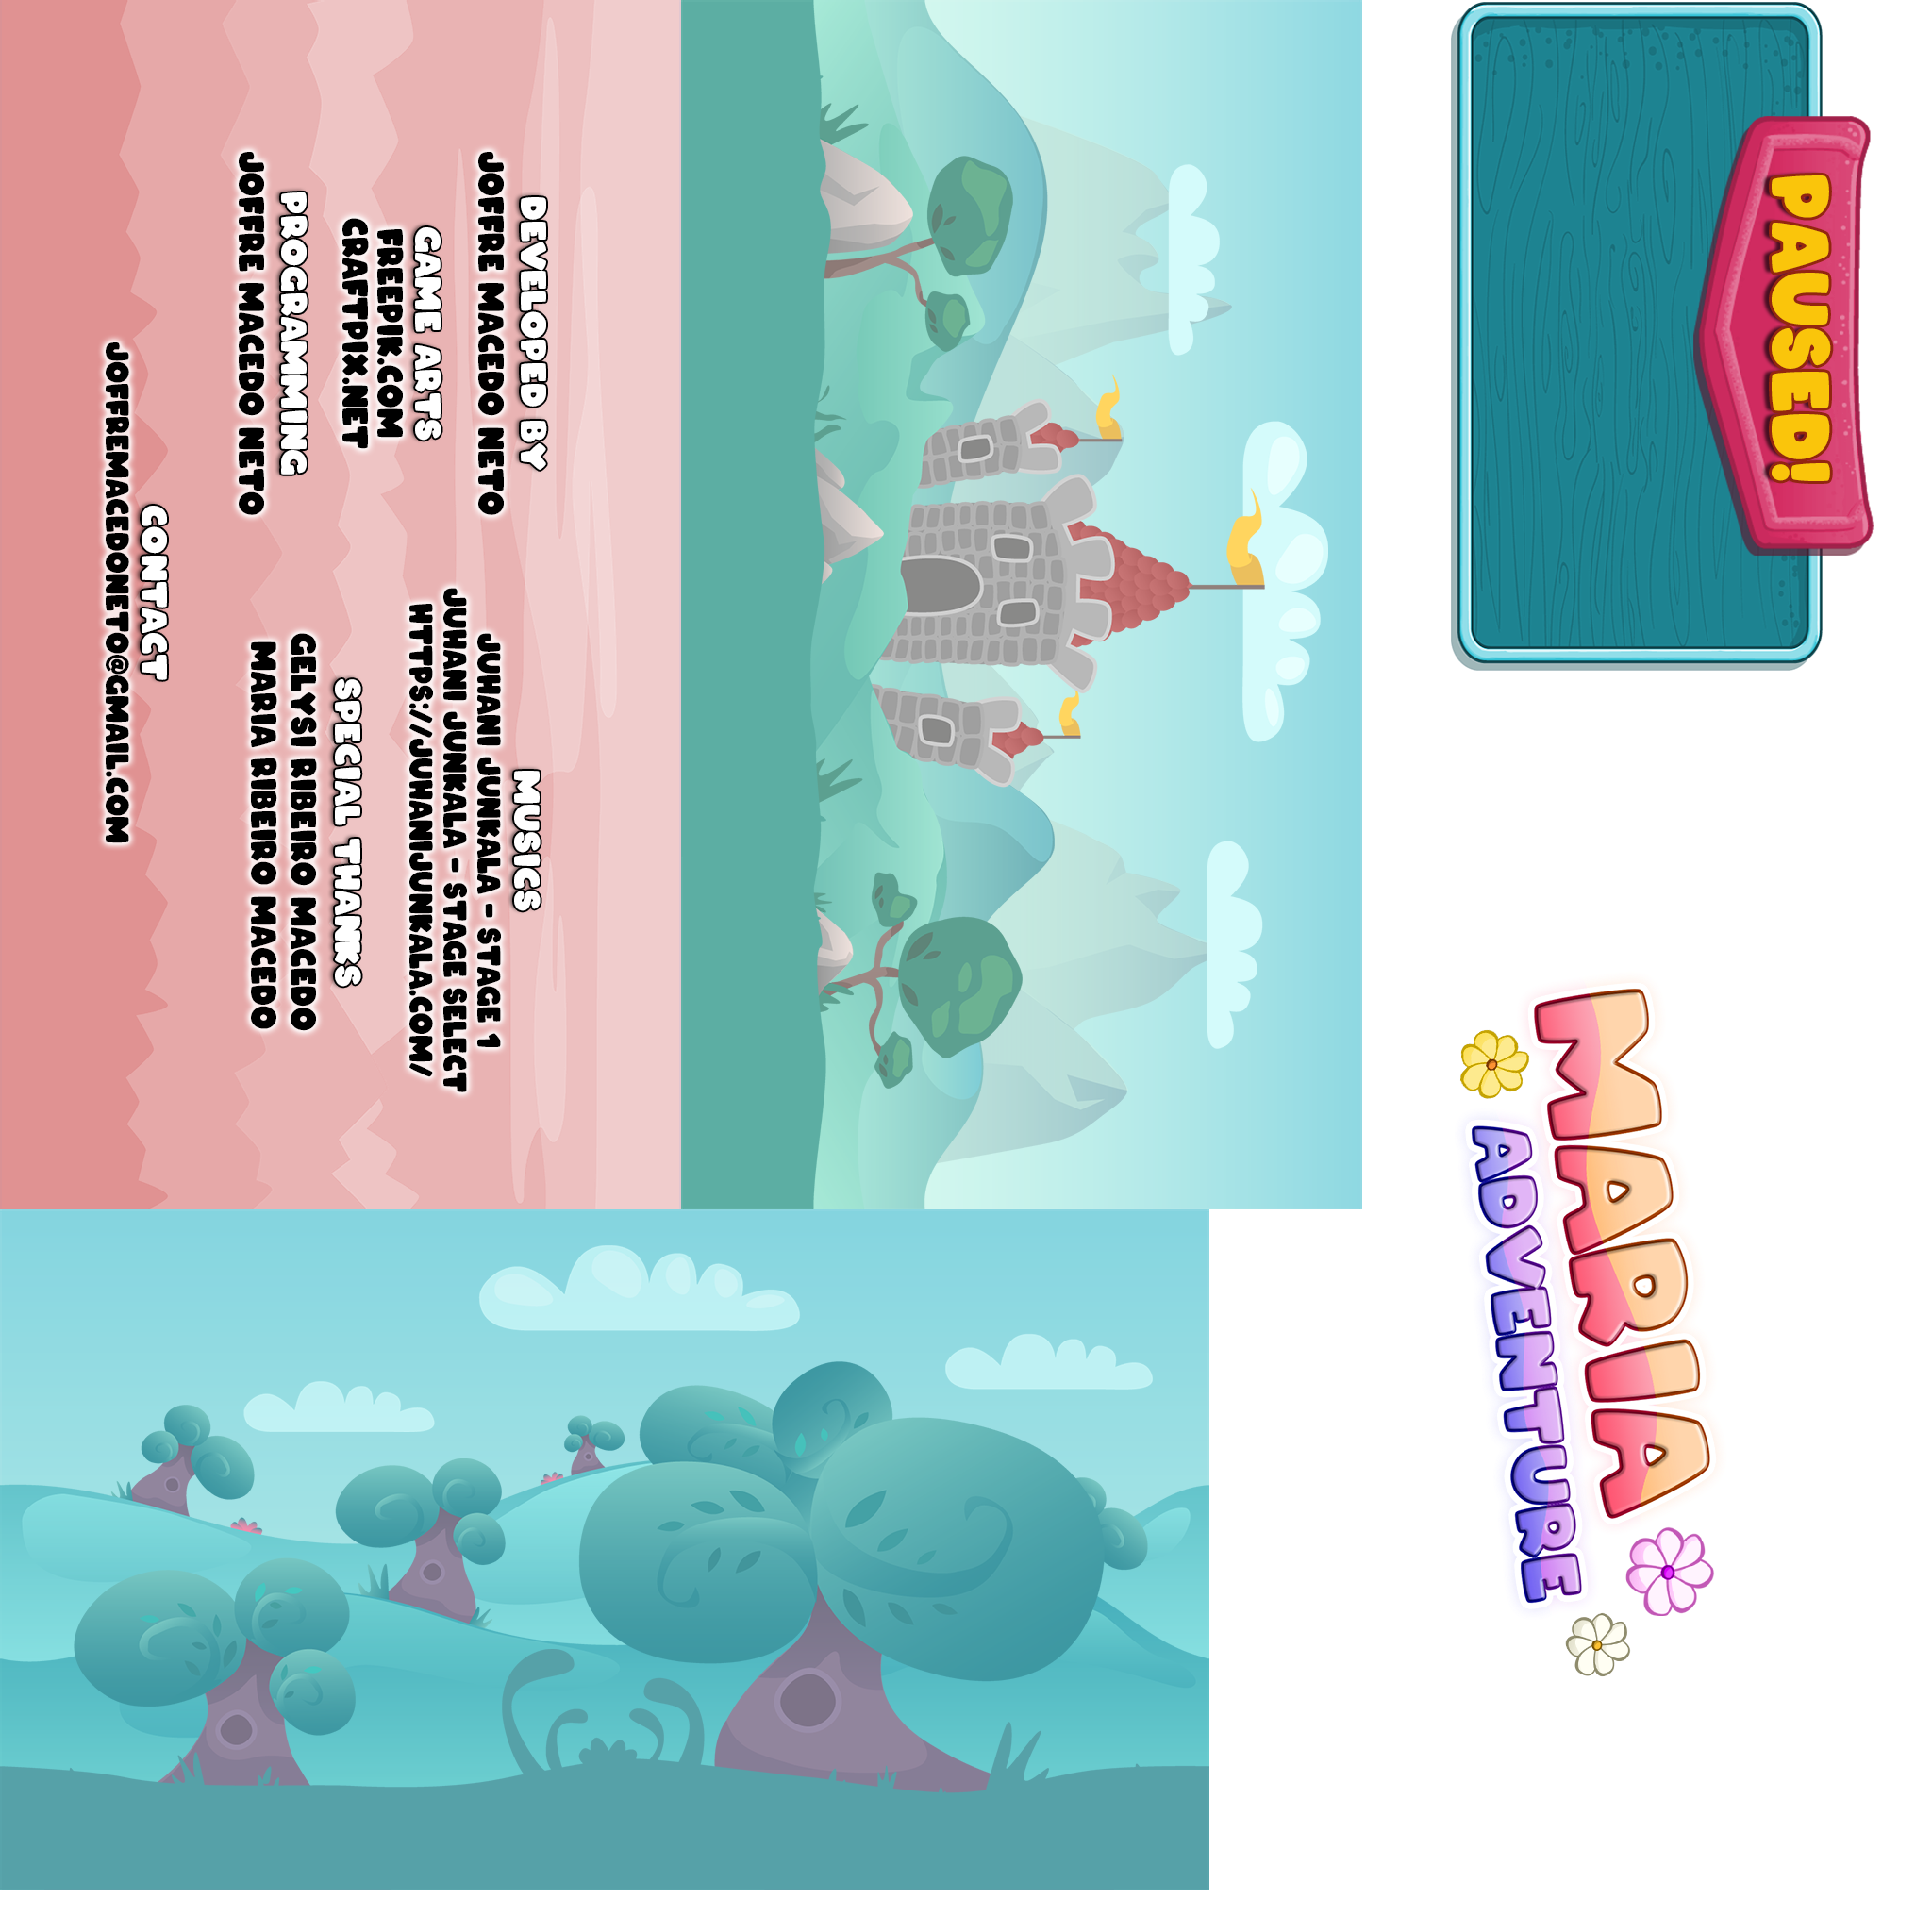 DEVELOPED BY
JOFFRE MACEDO NETO
GAME ARTS
FREEPIK.COM
CRAFTPIX.NET
PROGRAMMING
JOFFRE MACEDO NETO
MUSICS
JUHANI JUNKALA - STAGE 1
JUHANI JUNKALA - STAGE SELECT
HTTPS://JUHANIJUNKALA.COM/
SPECIAL THANKS
GELYSI RIBEIRO MACEDO
MARIA RIBEIRO MACEDO
CONTACT
JOFFREMACEDONETO@GMAIL.COM
PAUSED!
MARIA
ADVENTURE